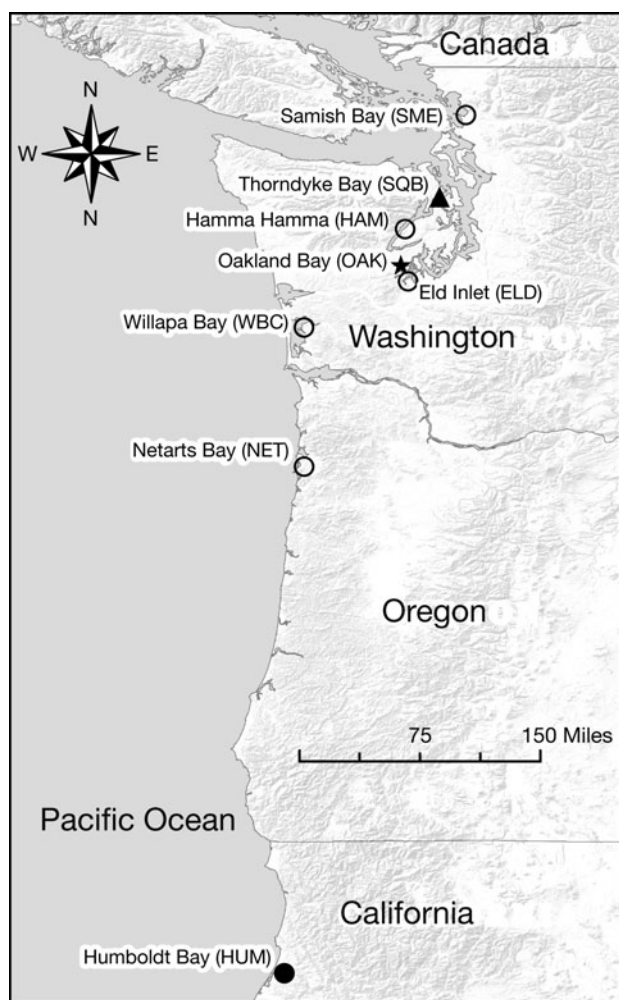 Canada
N
Samish Bay (SME)
W
E
Thorndyke Bay (SQB)
N
Hamma Hamma (HAM)
Oakland Bay (OAK)
Eld Inlet (ELD)
Willapa Bay (WBC)
Washington
Netarts Bay (NET)
Oregon
75
150 Miles
Pacific Ocean
California
Humboldt Bay (HUM)